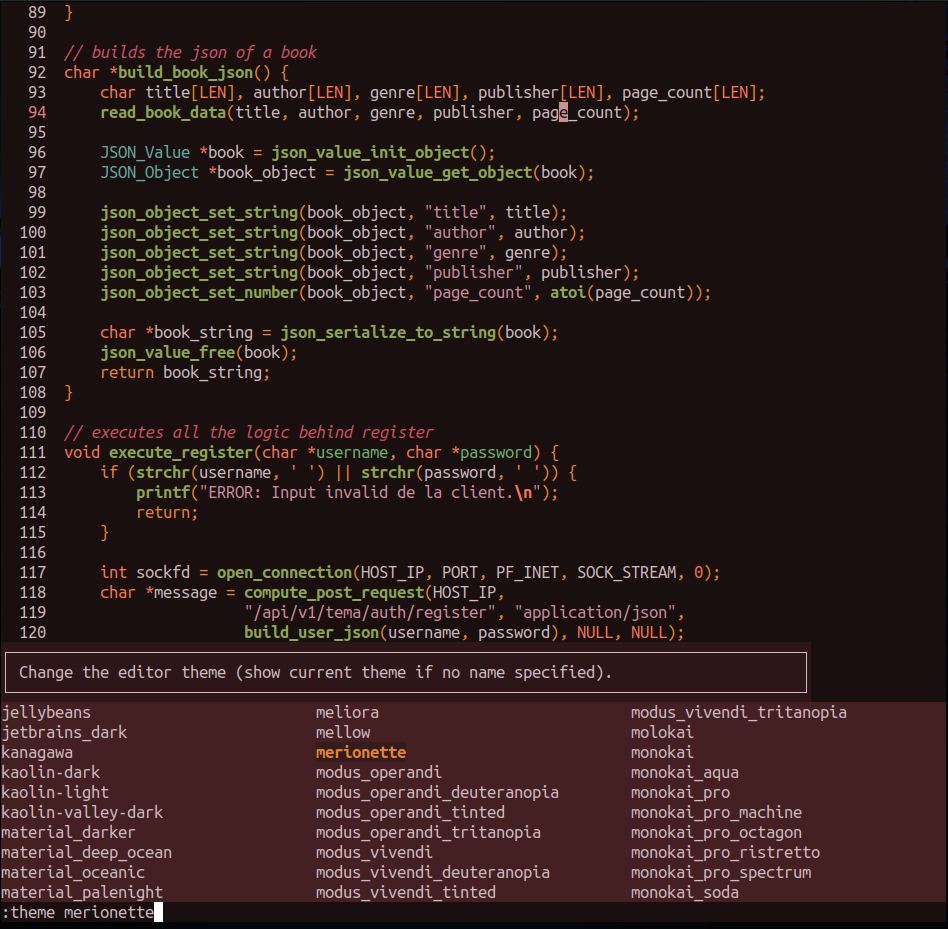 89 }
90
91 // builds the json of a book
92 char *build_book_json() {
93     char title[LEN], author[LEN], genre[LEN], publisher[LEN], page_count[LEN];
94     read_book_data(title, author, genre, publisher, page_count);
95
96     JSON_Value *book = json_value_init_object();
97     JSON_Object *book_object = json_value_get_object(book);
98
99     json_object_set_string(book_object, "title", title);
100     json_object_set_string(book_object, "author", author);
101     json_object_set_string(book_object, "genre", genre);
102     json_object_set_string(book_object, "publisher", publisher);
103     json_object_set_number(book_object, "page_count", atoi(page_count));
104
105     char *book_string = json_serialize_to_string(book);
106     json_value_free(book);
107     return book_string;
108 }
109
110 // executes all the logic behind register
111 void execute_register(char *username, char *password) {
112     if (strchr(username, ' ') || strchr(password, ' ')) {
113         printf("ERROR: Input invalid de la client.\n");
114         return;
115     }
116
117     int sockfd = open_connection(HOST_IP, PORT, PF_INET, SOCK_STREAM, 0);
118     char *message = compute_post_request(HOST_IP,
119                     "/api/v1/tema/auth/register", "application/json",
120                     build_user_json(username, password), NULL, NULL);
Change the editor theme (show current theme if no name specified).
jellybeans meliora modus_vivendi_tritanopia
jetbrains_dark mellow molokai
kanagawa merionette monokai
kaolin-dark modus_operandi monokai_aqua
kaolin-light modus_operandi_deuteranopia monokai_pro
kaolin-valley-dark modus_operandi_tinted monokai_pro_machine
material_darker modus_operandi_tritanopia monokai_pro_octagon
material_deep_ocean modus_vivendi monokai_pro_ristretto
material_oceanic modus_vivendi_deuteranopia monokai_pro_spectrum
material_palenight modus_vivendi_tinted monokai_soda
:theme merionette